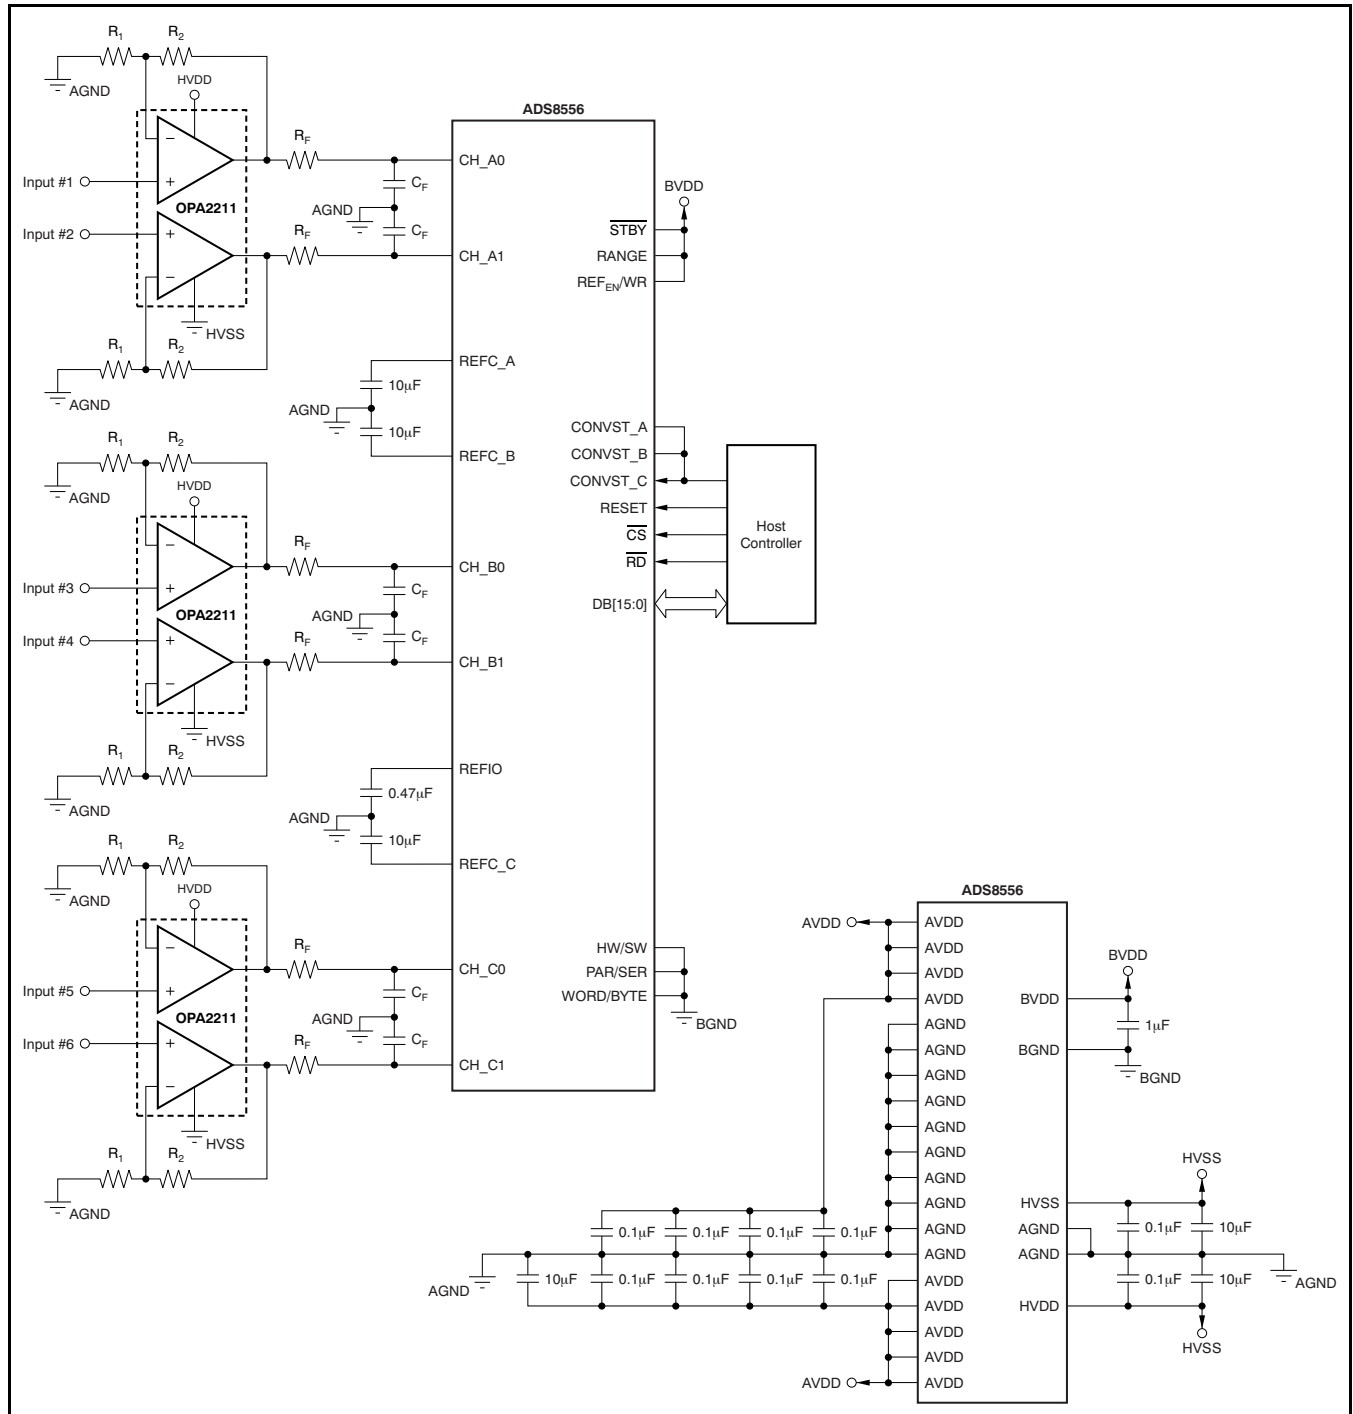 R1 R2
HVDD
AGND
ADS8556
RF
CH_A0
Input #1
CF
OPA2211
AGND
BVDD
Input #2
CF
STBY
RF
CH_A1
RANGE
REFEN/WR
HVSS
R1 R2
REFC_A
10µF
AGND
AGND
10µF
CONVST_A
R1 R2
REFC_B
CONVST_B
HVDD
CONVST_C
AGND
RESET
Host
Controller
CS
RF
RD
CH_B0
Input #3
CF
DB[15:0]
OPA2211
AGND
Input #4
CF
RF
CH_B1
HVSS
R1 R2
REFIO
0.47µF
AGND
AGND
10µF
R1 R2
REFC_C
HVDD
AGND
RF
HW/SW
CH_C0
PAR/SER
Input #5
CF
WORD/BYTE
OPA2211
AGND
BGND
Input #6
CF
RF
CH_C1
HVSS
R1 R2
AGND
ADS8556
AVDD
AVDD
AVDD
AVDD
BVDD
AVDD
BVDD
1µF
AGND
AGND
BGND
AGND
BGND
AGND
AGND
AGND
AGND
HVSS
AGND
HVSS
0.1µF 0.1µF 0.1µF 0.1µF
AGND
AGND
0.1µF 10µF
AGND
AGND
AGND
10µF 0.1µF 0.1µF 0.1µF 0.1µF
AVDD
0.1µF 10µF
AGND
AVDD
HVDD
AVDD
HVSS
AVDD
AVDD
AVDD